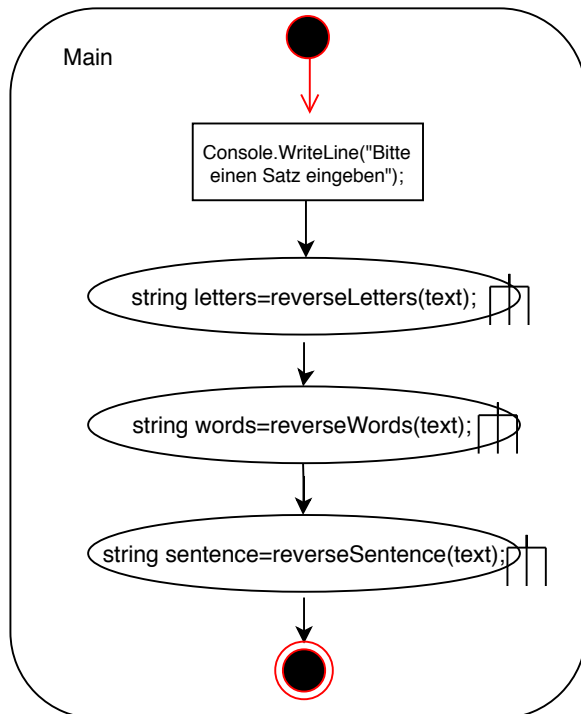 Main
Console.WriteLine("Bitte
einen Satz eingeben");
string letters=reverseLetters(text);
string words=reverseWords(text);
string sentence=reverseSentence(text);